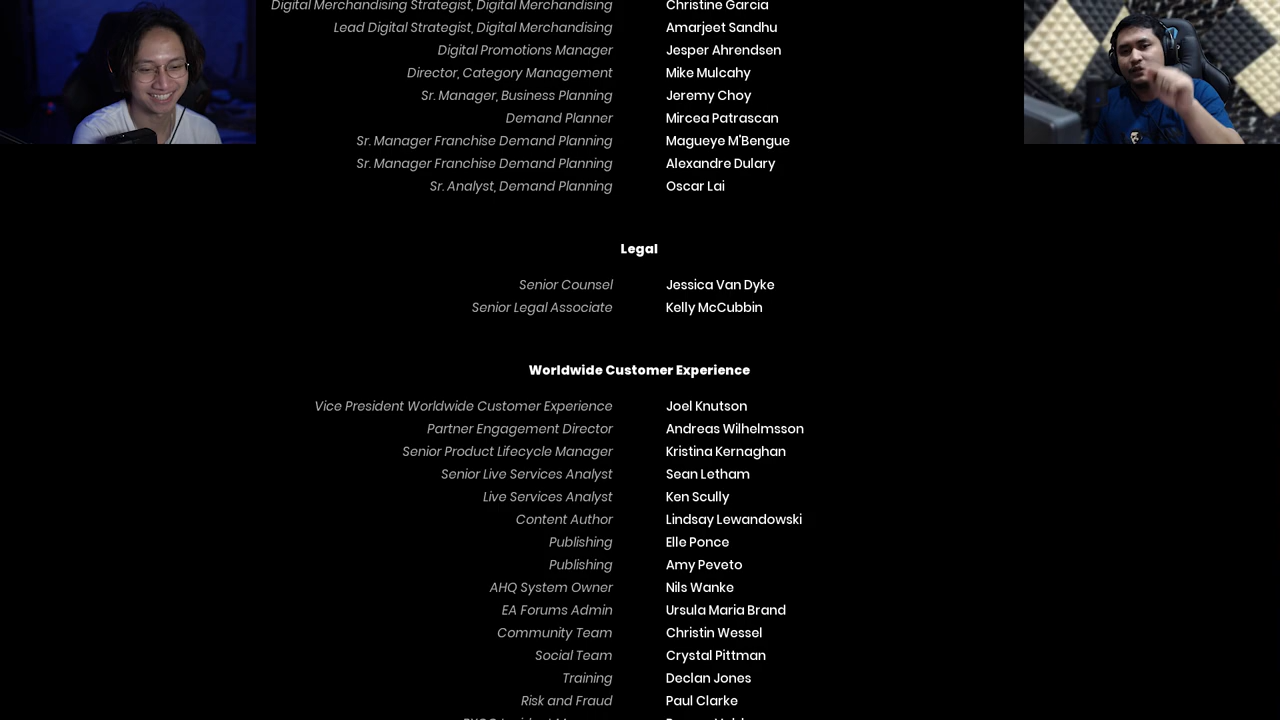 Digital Merchandising Strategist, Digital Merchandising Christine Garcia
Lead Digital Strategist, Digital Merchandising Amarjeet Sandhu
Digital Promotions Manager Jesper Ahrendsen
Director, Category Management Mike Mulcahy
Sr. Manager, Business Planning Jeremy Choy
Demand Planner Mircea Patrascan
Sr. Manager Franchise Demand Planning Magueye M'Bengue
Sr. Manager Franchise Demand Planning Alexandre Dulary
Sr. Analyst, Demand Planning Oscar Lai
Legal
Senior Counsel Jessica Van Dyke
Senior Legal Associate Kelly McCubbin
Worldwide Customer Experience
Vice President Worldwide Customer Experience Joel Knutson
Partner Engagement Director Andreas Wilhelmsson
Senior Product Lifecycle Manager Kristina Kernaghan
Senior Live Services Analyst Sean Letham
Live Services Analyst Ken Scully
Content Author Lindsay Lewandowski
Publishing Elle Ponce
Publishing Amy Peveto
AHQ System Owner Nils Wanke
EA Forums Admin Ursula Maria Brand
Community Team Christin Wessel
Social Team Crystal Pittman
Training Declan Jones
Risk and Fraud Paul Clarke